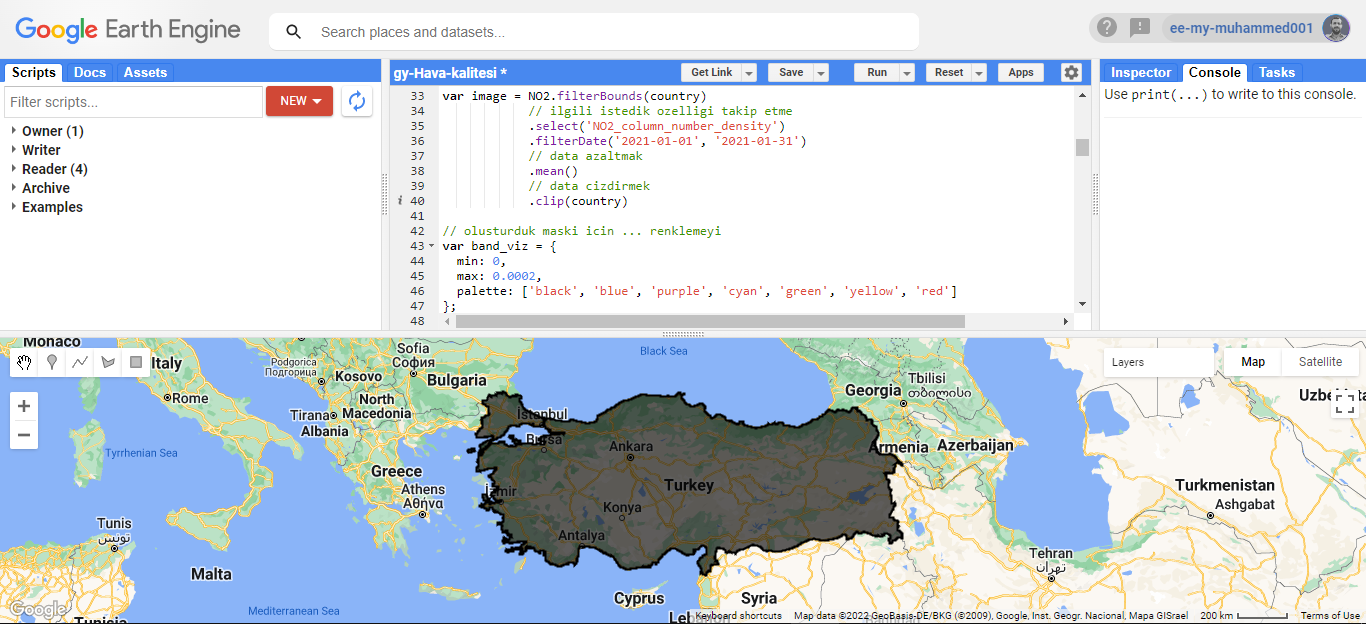 Google Earth Engine
Search places and datasets...
ee-my-muhammed001
Scripts Docs Assets
Filter scripts...
NEW
Owner (1)
Writer
Reader (4)
Archive
Examples
gy-Hava-kalitesi *
Get Link Save Run Reset Apps
33 var image = NO2.filterBounds(country)
34 // ilgili istedik ozelligi takip etme
35 .select('NO2_column_number_density')
36 .filterDate('2021-01-01', '2021-01-31')
37 // data azaltmak
38 .mean()
39 // data cizdirmek
i 40 .clip(country)
41
42 // olusturduk maski icin ... renklemeyi
43 var band_viz = {
44 min: 0,
45 max: 0.0002,
46 palette: ['black', 'blue', 'purple', 'cyan', 'green', 'yellow', 'red']
47 };
48
Inspector Console Tasks
Use print(...) to write to this console.
Monaco
Italy
Rome
Tyrrhenian Sea
Tunis
تونس
Malta
Tunisia
Google
Mediterranean Sea
Podgorica
Подгорица
Kosovo
Sofia
София
Bulgaria
North
Macedonia
Tirana
Albania
Greece
Athens
Αθήνα
Black Sea
İstanbul
Bursa
İzmir
Ankara
Turkey
Konya
Antalya
Cyprus
Syria
Georgia
Tbilisi
თბილისი
Armenia
Azerbaijan
Tehran
تهران
Turkmenistan
Ashgabat
Layers
Map Satellite
Keyboard shortcuts Map data ©2022 GeoBasis-DE/BKG (©2009), Google, Inst. Geogr. Nacional, Mapa GISrael 200 km Terms of Use